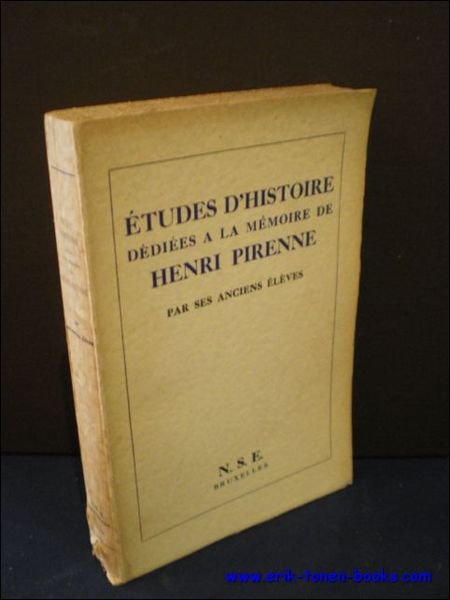 ÉTUDES D'HISTOIRE
DÉDIÉES A LA MÉMOIRE DE
HENRI PIRENNE
PAR SES ANCIENS ÉLÈVES
N. S. E.
BRUXELLES
www.erik-tonen-books.com